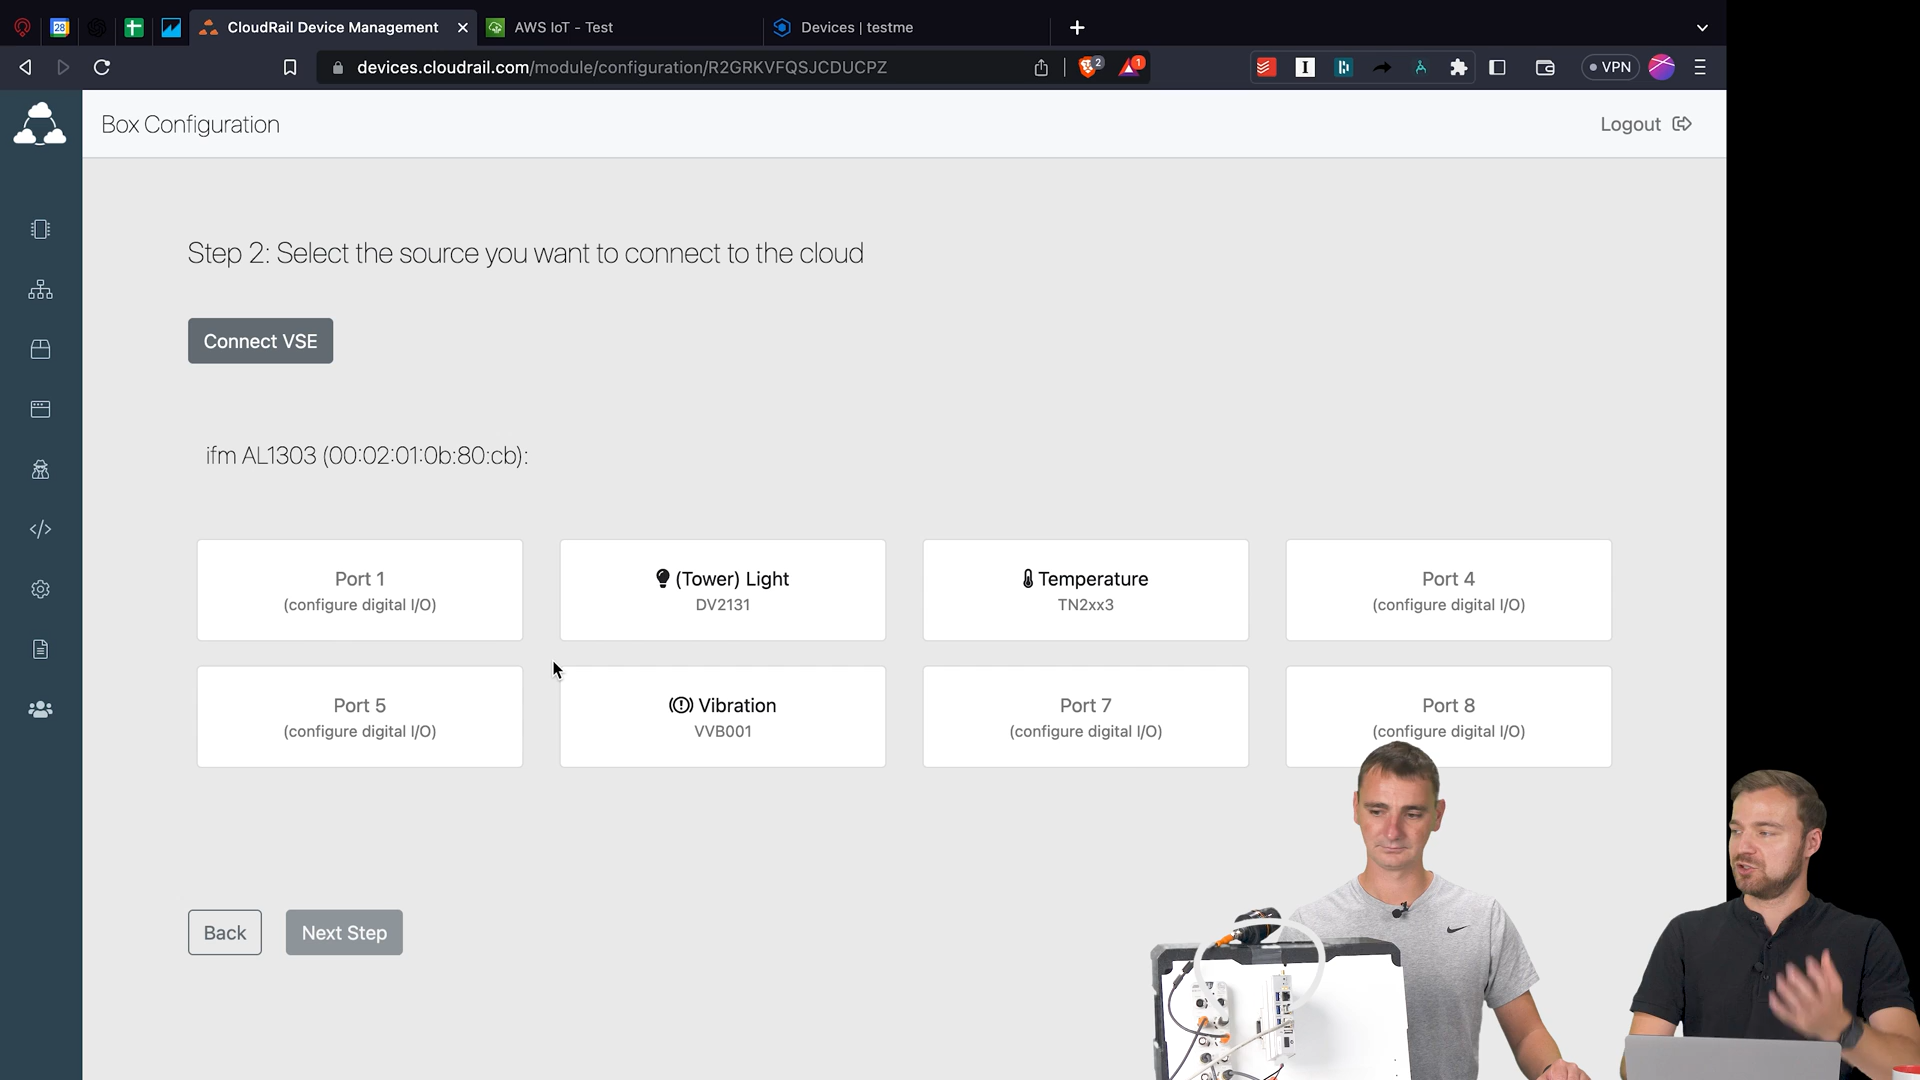 28
CloudRail Device Management
AWS IoT - Test
Devices | testme
devices.cloudrail.com/module/configuration/R2GRKVFQSJCDUCPZ
2
1
VPN
Box Configuration
Logout
Step 2: Select the source you want to connect to the cloud
Connect VSE
ifm AL1303 (00:02:01:0b:80:cb):
Port 1
(configure digital I/O)
(Tower) Light
DV2131
Temperature
TN2xx3
Port 4
(configure digital I/O)
Port 5
(configure digital I/O)
Vibration
VVB001
Port 7
(configure digital I/O)
Port 8
(configure digital I/O)
Back
Next Step